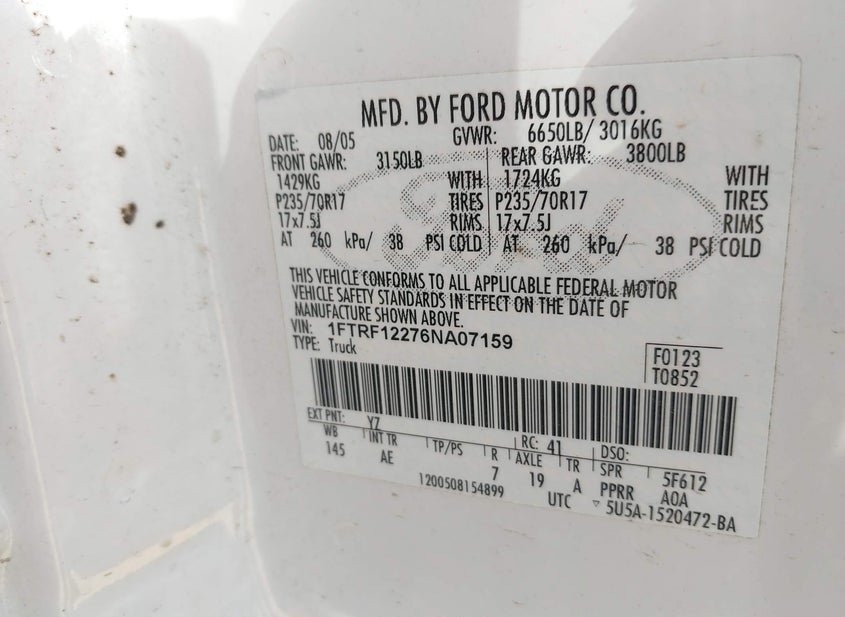 MFD. BY FORD MOTOR CO.
DATE: 08/05 GVWR: 6650LB/ 3016KG
FRONT GAWR: 3150LB REAR GAWR: 3800LB
1429KG WITH 1724KG WITH
P235/70R17 TIRES P235/70R17 TIRES
17x7.5J RIMS 17x7.5J RIMS
AT 260 kPa/ 38 PSI COLD AT 260 kPa/ 38 PSI COLD
Ford
THIS VEHICLE CONFORMS TO ALL APPLICABLE FEDERAL MOTOR
VEHICLE SAFETY STANDARDS IN EFFECT ON THE DATE OF
MANUFACTURE SHOWN ABOVE.
VIN: 1FTRF12276NA07159
TYPE: Truck
F0123
T0852
EXT PNT: YZ RC: 41 DSO:
WB INT TR TP/PS R AXLE TR SPR 5F612
145 AE 7 19 A PPRR A0A
1200508154899 UTC ▽ 5U5A-1520472-BA